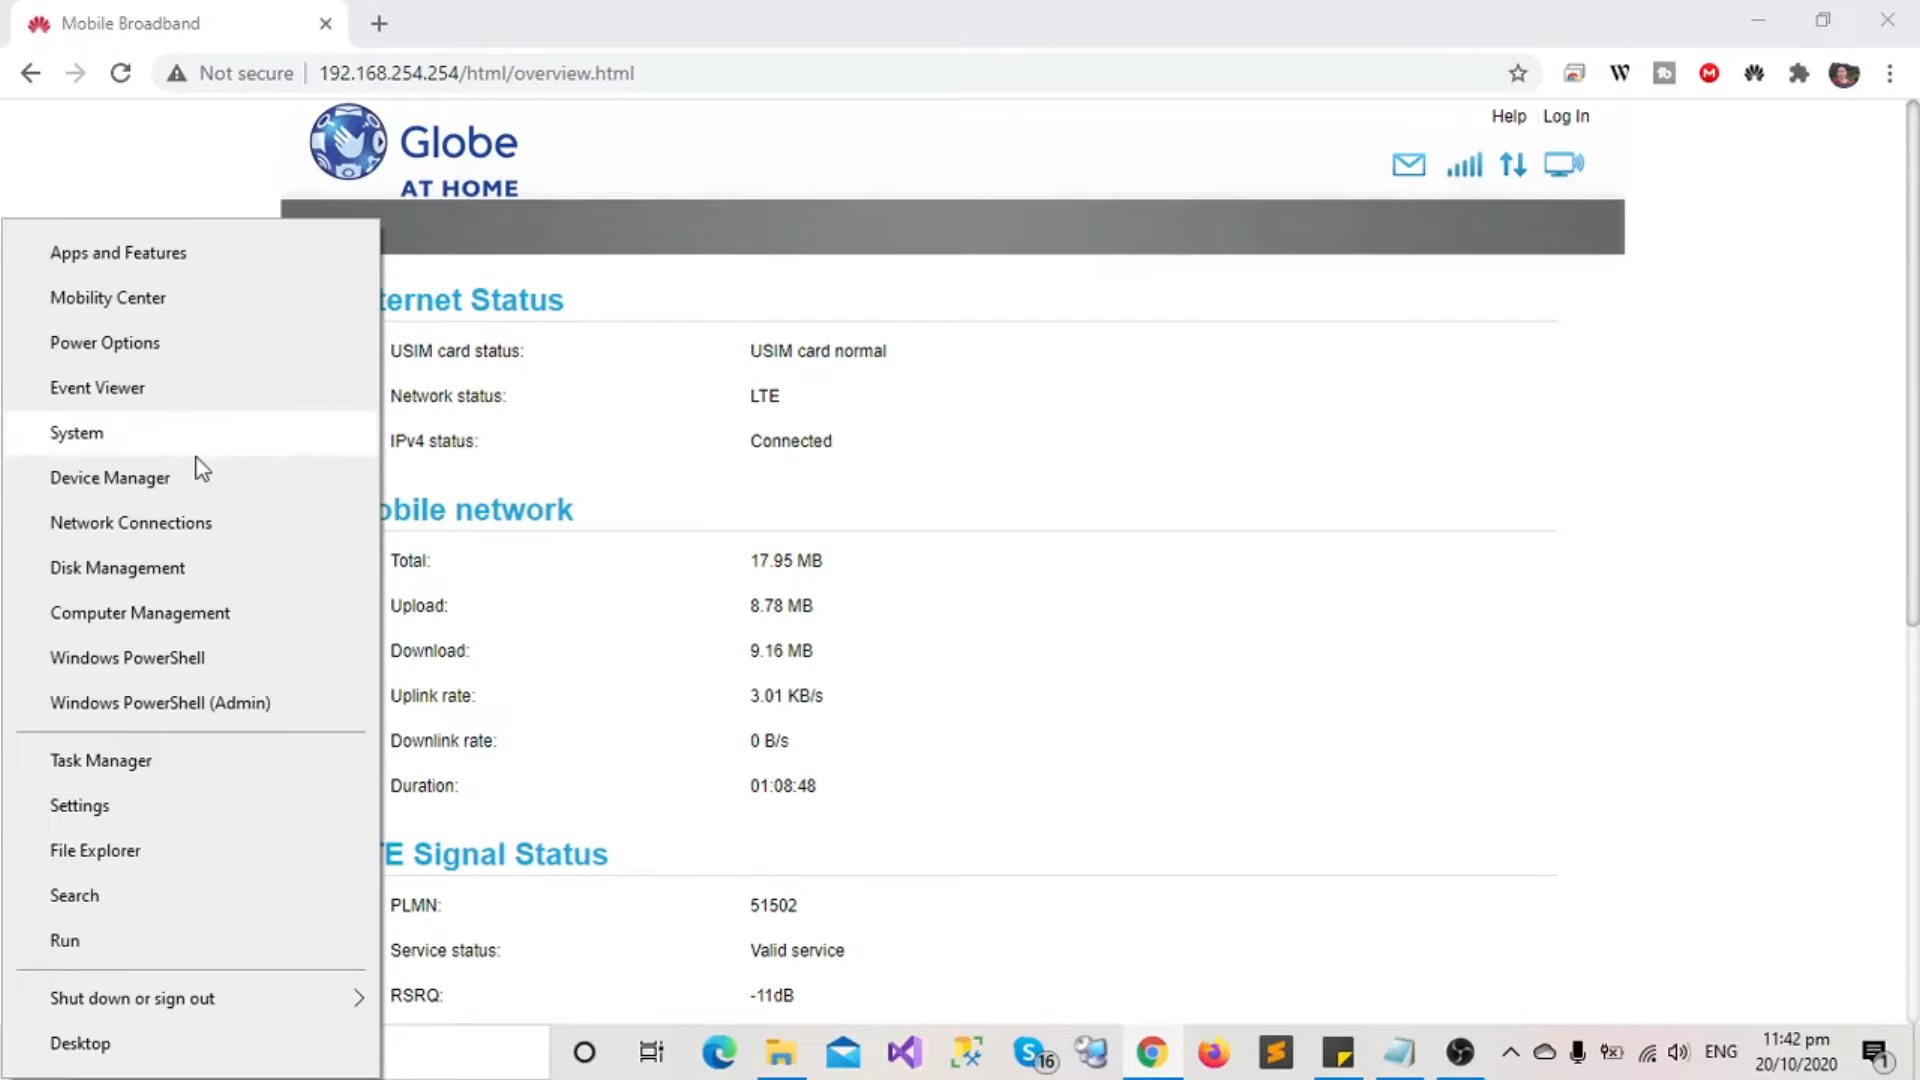 Mobile Broadband
Not secure
192.168.254.254/html/overview.html
W
Help Log In
Globe
AT HOME
Apps and Features
Mobility Center
Power Options
Event Viewer
System
Device Manager
Network Connections
Disk Management
Computer Management
Windows PowerShell
Windows PowerShell (Admin)
Task Manager
Settings
File Explorer
Search
Run
Shut down or sign out
Desktop
ternet Status
USIM card status: USIM card normal
Network status: LTE
IPv4 status: Connected
obile network
Total: 17.95 MB
Upload: 8.78 MB
Download: 9.16 MB
Uplink rate: 3.01 KB/s
Downlink rate: 0 B/s
Duration: 01:08:48
TE Signal Status
PLMN: 51502
Service status: Valid service
RSRQ: -11dB
16
ENG
11:42 pm
20/10/2020
1